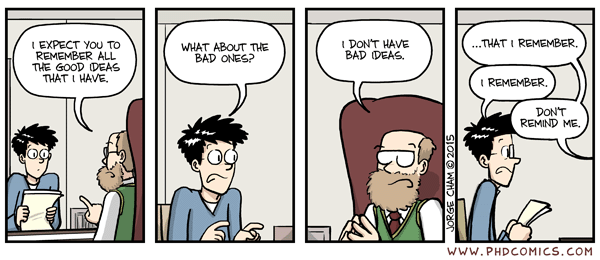 I EXPECT YOU TO
REMEMBER ALL
THE GOOD IDEAS
THAT I HAVE.
WHAT ABOUT THE
BAD ONES?
I DON'T HAVE
BAD IDEAS.
...THAT I REMEMBER.
I REMEMBER.
DON'T
REMIND ME.
JORGE CHAM © 2015
WWW.PHDCOMICS.COM